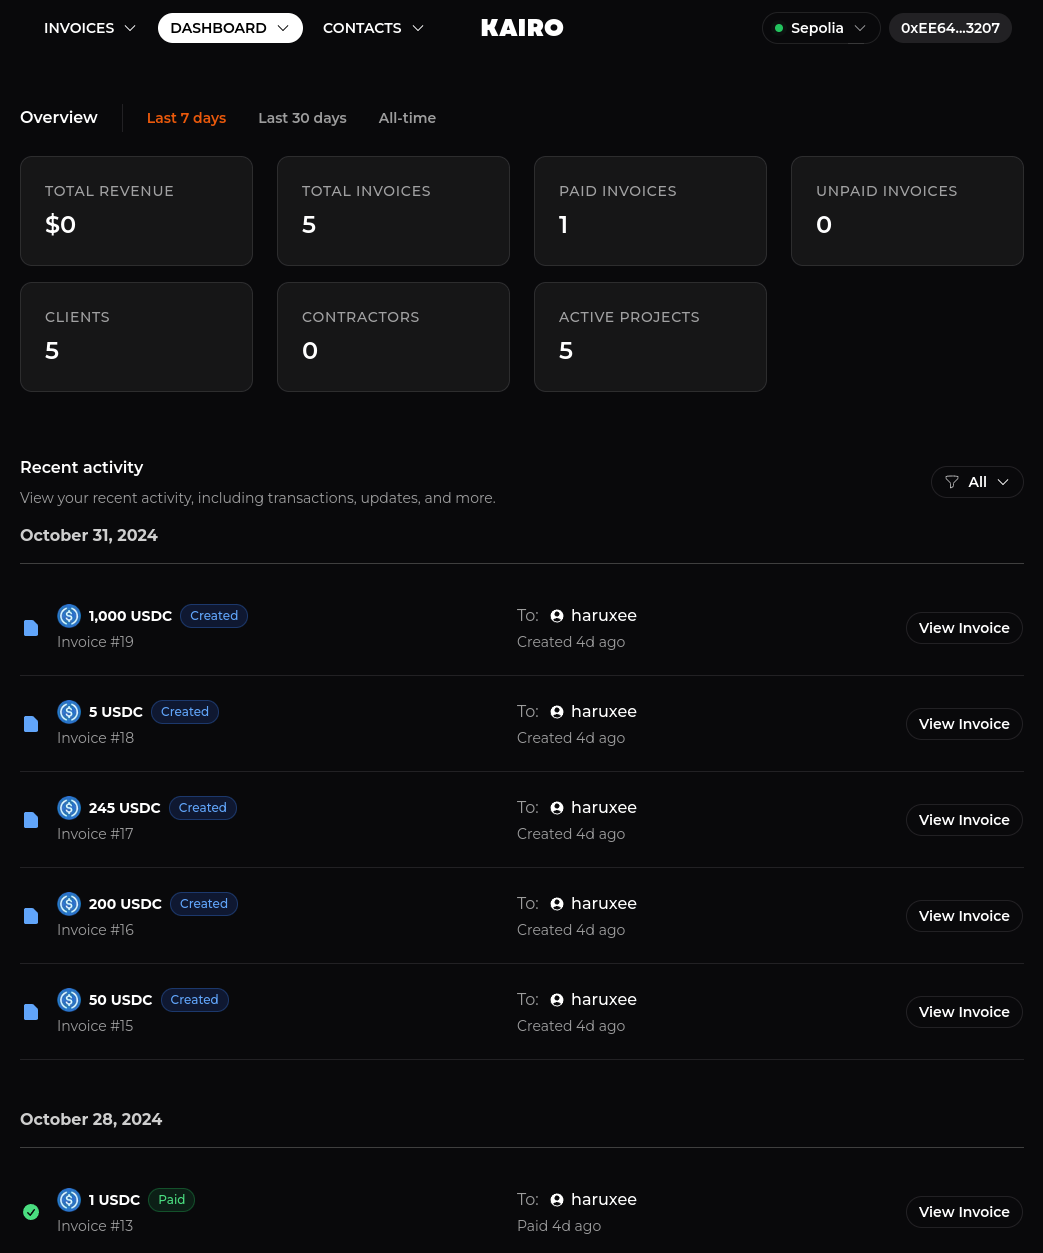 INVOICES DASHBOARD CONTACTS KAIRO Sepolia 0xEE64...3207
Overview Last 7 days Last 30 days All-time
TOTAL REVENUE TOTAL INVOICES PAID INVOICES UNPAID INVOICES
$0 5 1 0
CLIENTS CONTRACTORS ACTIVE PROJECTS
5 0 5
Recent activity
All
View your recent activity, including transactions, updates, and more.
October 31, 2024
1,000 USDC Created To: haruxee
Invoice #19 Created 4d ago View Invoice
5 USDC Created To: haruxee
Invoice #18 Created 4d ago View Invoice
245 USDC Created To: haruxee
Invoice #17 Created 4d ago View Invoice
200 USDC Created To: haruxee
Invoice #16 Created 4d ago View Invoice
50 USDC Created To: haruxee
Invoice #15 Created 4d ago View Invoice
October 28, 2024
1 USDC Paid To: haruxee
Invoice #13 Paid 4d ago View Invoice